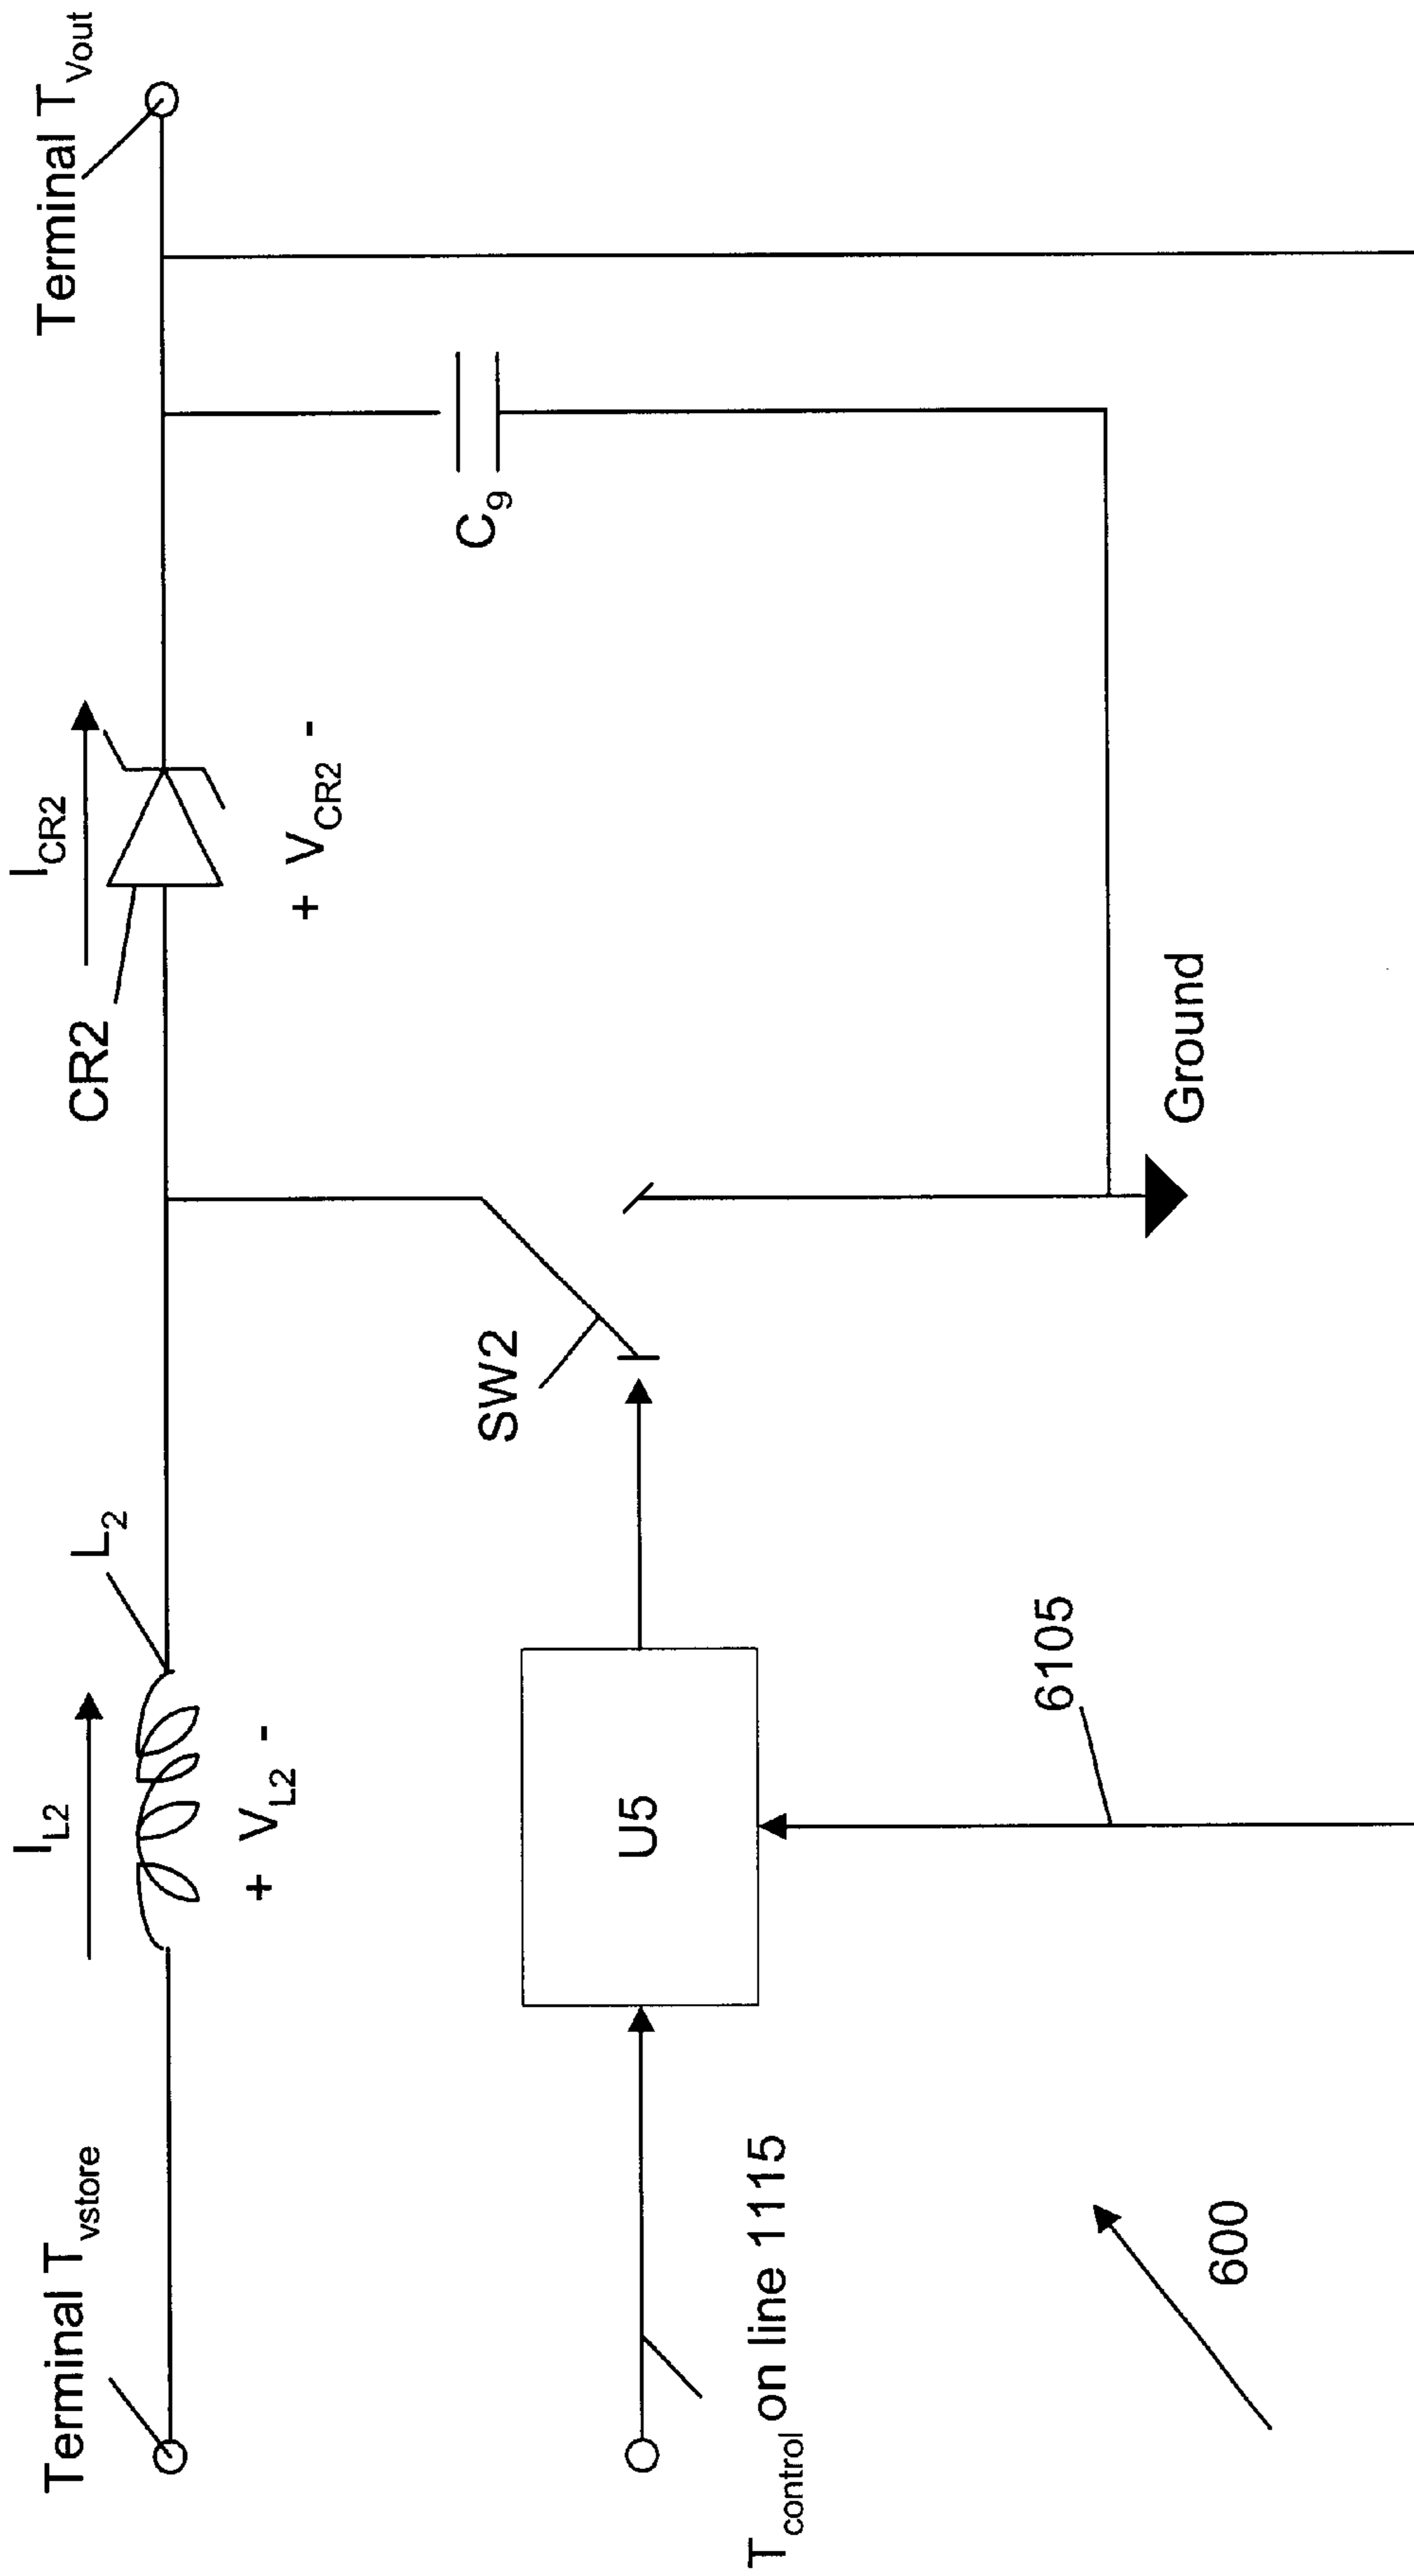 Terminal T_vstore
I_L2
L_2
+ V_L2 -
CR2
I_CR2
+ V_CR2 -
Terminal T_Vout
SW2
C_9
U5
T_control on line 1115
6105
Ground
600